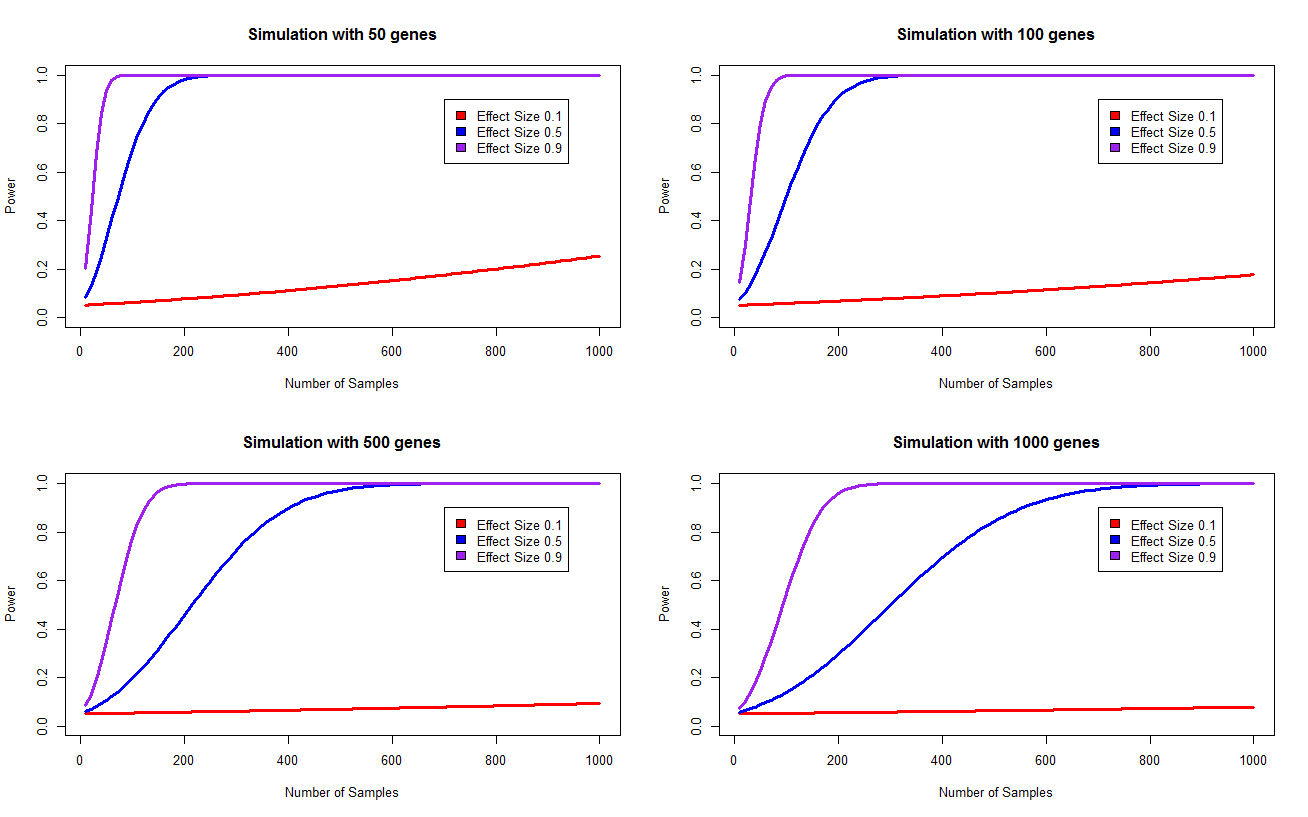 Simulation with 50 genes
Power
0.0 0.2 0.4 0.6 0.8 1.0
Effect Size 0.1
Effect Size 0.5
Effect Size 0.9
0 200 400 600 800 1000
Number of Samples
Simulation with 100 genes
Power
0.0 0.2 0.4 0.6 0.8 1.0
Effect Size 0.1
Effect Size 0.5
Effect Size 0.9
0 200 400 600 800 1000
Number of Samples
Simulation with 500 genes
Power
0.0 0.2 0.4 0.6 0.8 1.0
Effect Size 0.1
Effect Size 0.5
Effect Size 0.9
0 200 400 600 800 1000
Number of Samples
Simulation with 1000 genes
Power
0.0 0.2 0.4 0.6 0.8 1.0
Effect Size 0.1
Effect Size 0.5
Effect Size 0.9
0 200 400 600 800 1000
Number of Samples